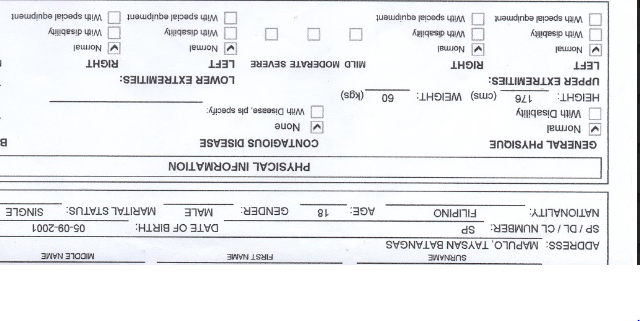 SURNAME FIRST NAME MIDDLE NAME
ADDRESS: MAPULO, TAYSAN BATANGAS
SP / DL / CL NUMBER: SP DATE OF BIRTH: 05-09-2001
NATIONALITY: FILIPINO AGE: 18 GENDER: MALE MARITAL STATUS: SINGLE
PHYSICAL INFORMATION
GENERAL PHYSIQUE CONTAGIOUS DISEASE B
Normal None
With Disability With Disease, pls specify:
HEIGHT: 176 (cms) WEIGHT: 60 (kgs)
UPPER EXTREMITIES: LOWER EXTREMITIES:
LEFT RIGHT MILD MODERATE SEVERE LEFT RIGHT
Normal Normal Normal Normal
With disability With disability With disability With disability
With special equipment With special equipment With special equipment With special equipment